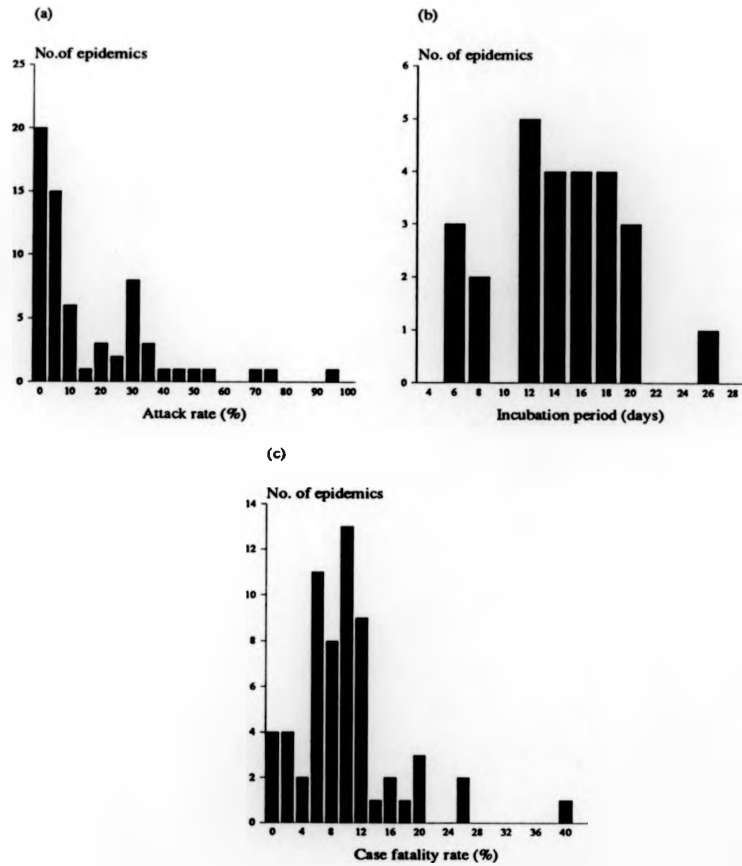 (a)
No.of epidemics
25
20
15
10
5
0
0 10 20 30 40 50 60 70 80 90 100
Attack rate (%)
(b)
No. of epidemics
6
5
4
3
2
1
0
4 6 8 10 12 14 16 18 20 22 24 26 28
Incubation period (days)
(c)
No. of epidemics
14
12
10
8
6
4
2
0
0 4 8 12 16 20 24 28 32 36 40
Case fatality rate (%)